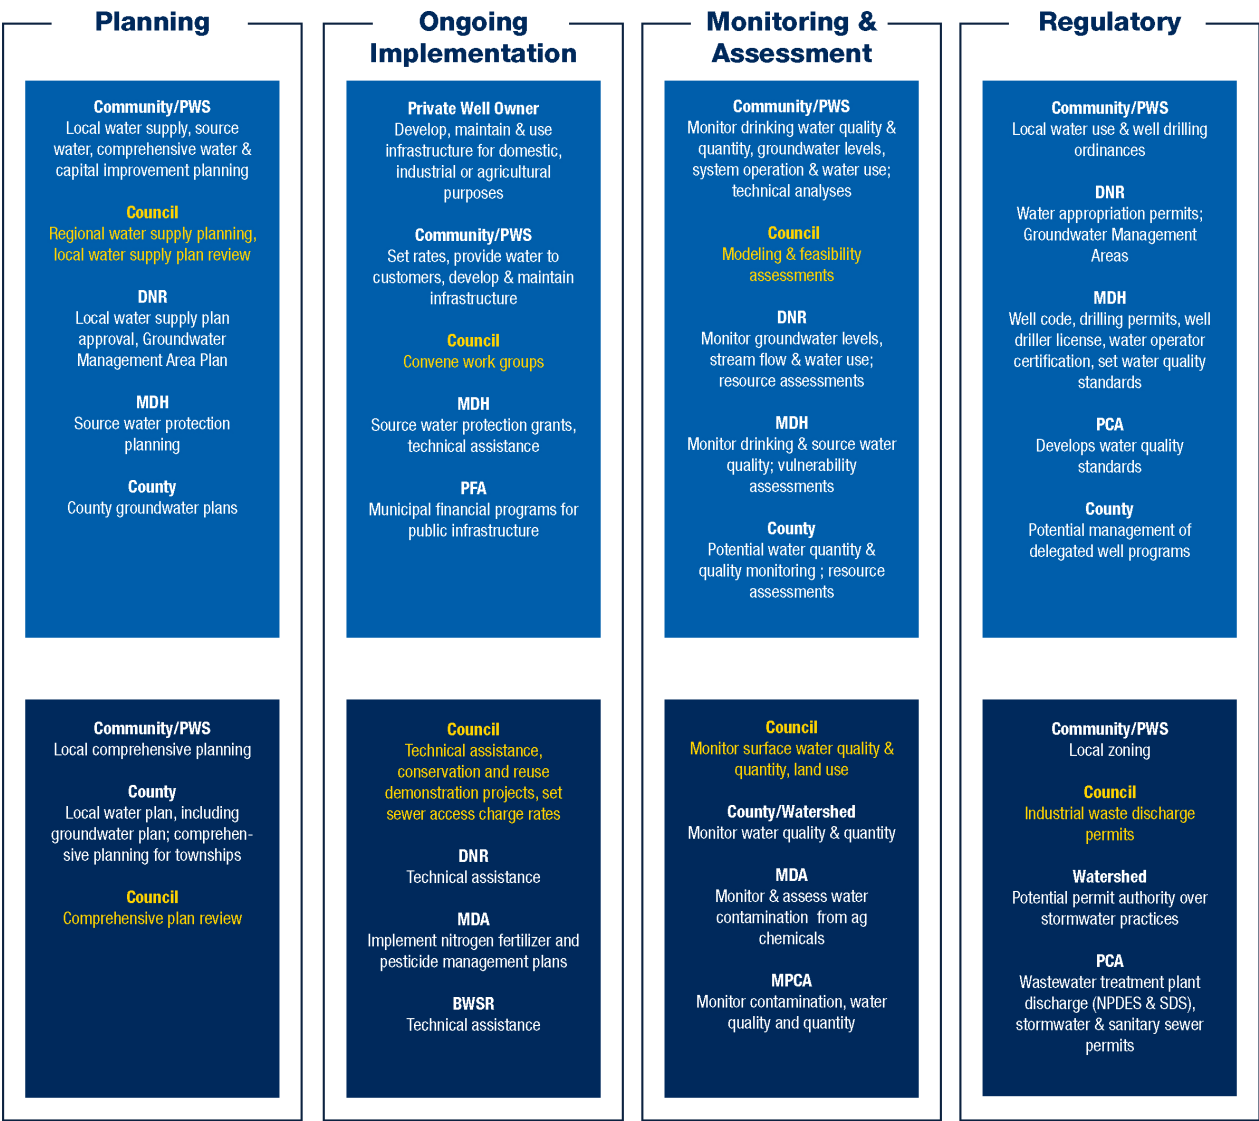 Planning
Community/PWS
Local water supply, source
water, comprehensive water &
capital improvement planning
Council
Regional water supply planning,
local water supply plan review
DNR
Local water supply plan
approval, Groundwater
Management Area Plan
MDH
Source water protection
planning
County
County groundwater plans
Community/PWS
Local comprehensive planning
County
Local water plan, including
groundwater plan; comprehen-
sive planning for townships
Council
Comprehensive plan review
Ongoing
Implementation
Private Well Owner
Develop, maintain & use
infrastructure for domestic,
industrial or agricultural
purposes
Community/PWS
Set rates, provide water to
customers, develop & maintain
infrastructure
Council
Convene work groups
MDH
Source water protection grants,
technical assistance
PFA
Municipal financial programs for
public infrastructure
Council
Technical assistance,
conservation and reuse
demonstration projects, set
sewer access charge rates
DNR
Technical assistance
MDA
Implement nitrogen fertilizer and
pesticide management plans
BWSR
Technical assistance
Monitoring &
Assessment
Community/PWS
Monitor drinking water quality &
quantity, groundwater levels,
system operation & water use;
technical analyses
Council
Modeling & feasibility
assessments
DNR
Monitor groundwater levels,
stream flow & water use;
resource assessments
MDH
Monitor drinking & source water
quality; vulnerability
assessments
County
Potential water quantity &
quality monitoring ; resource
assessments
Council
Monitor surface water quality &
quantity, land use
County/Watershed
Monitor water quality & quantity
MDA
Monitor & assess water
contamination from ag
chemicals
MPCA
Monitor contamination, water
quality and quantity
Regulatory
Community/PWS
Local water use & well drilling
ordinances
DNR
Water appropriation permits;
Groundwater Management
Areas
MDH
Well code, drilling permits, well
driller license, water operator
certification, set water quality
standards
PCA
Develops water quality
standards
County
Potential management of
delegated well programs
Community/PWS
Local zoning
Council
Industrial waste discharge
permits
Watershed
Potential permit authority over
stormwater practices
PCA
Wastewater treatment plant
discharge (NPDES & SDS),
stormwater & sanitary sewer
permits